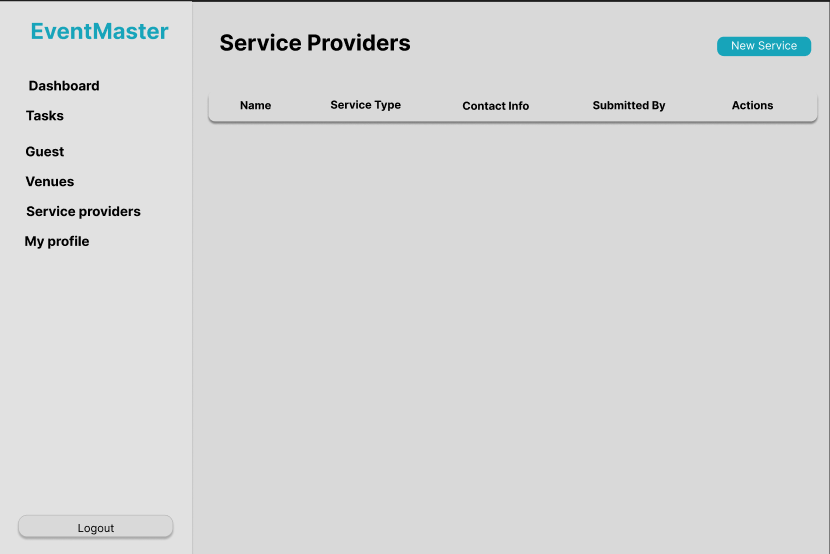 EventMaster
Dashboard
Tasks
Guest
Venues
Service providers
My profile
Logout
Service Providers
New Service
Name Service Type Contact Info Submitted By Actions